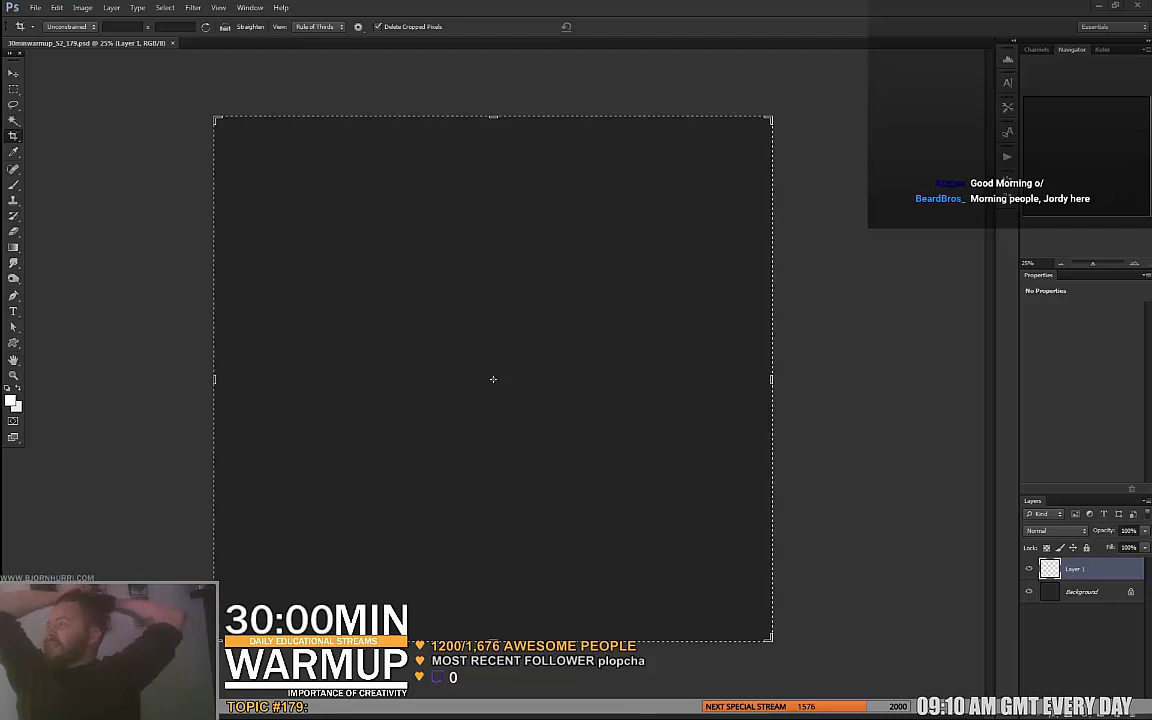 Ps File Edit Image Layer Type Select Filter View Window Help
Unconstrained x Straighten View: Rule of Thirds Delete Cropped Pixels Essentials
30minwarmup_52_179.psd @ 25% (Layer 1, RGB/8) ×
Channels Navigator
Good Morning o/
BeardBros_ Morning people, Jordy here
25%
Properties
No Properties
Layers
Kind
Normal Opacity: 100%
Lock: Fill: 100%
Layer 1
Background
WWW.BJORNHURRI.COM
30:00MIN
DAILY EDUCATIONAL STREAMS
WARMUP
IMPORTANCE OF CREATIVITY
1200/1,676 AWESOME PEOPLE
MOST RECENT FOLLOWER plopcha
0
TOPIC #179:
NEXT SPECIAL STREAM 1576 2000
09:10 AM GMT EVERY DAY